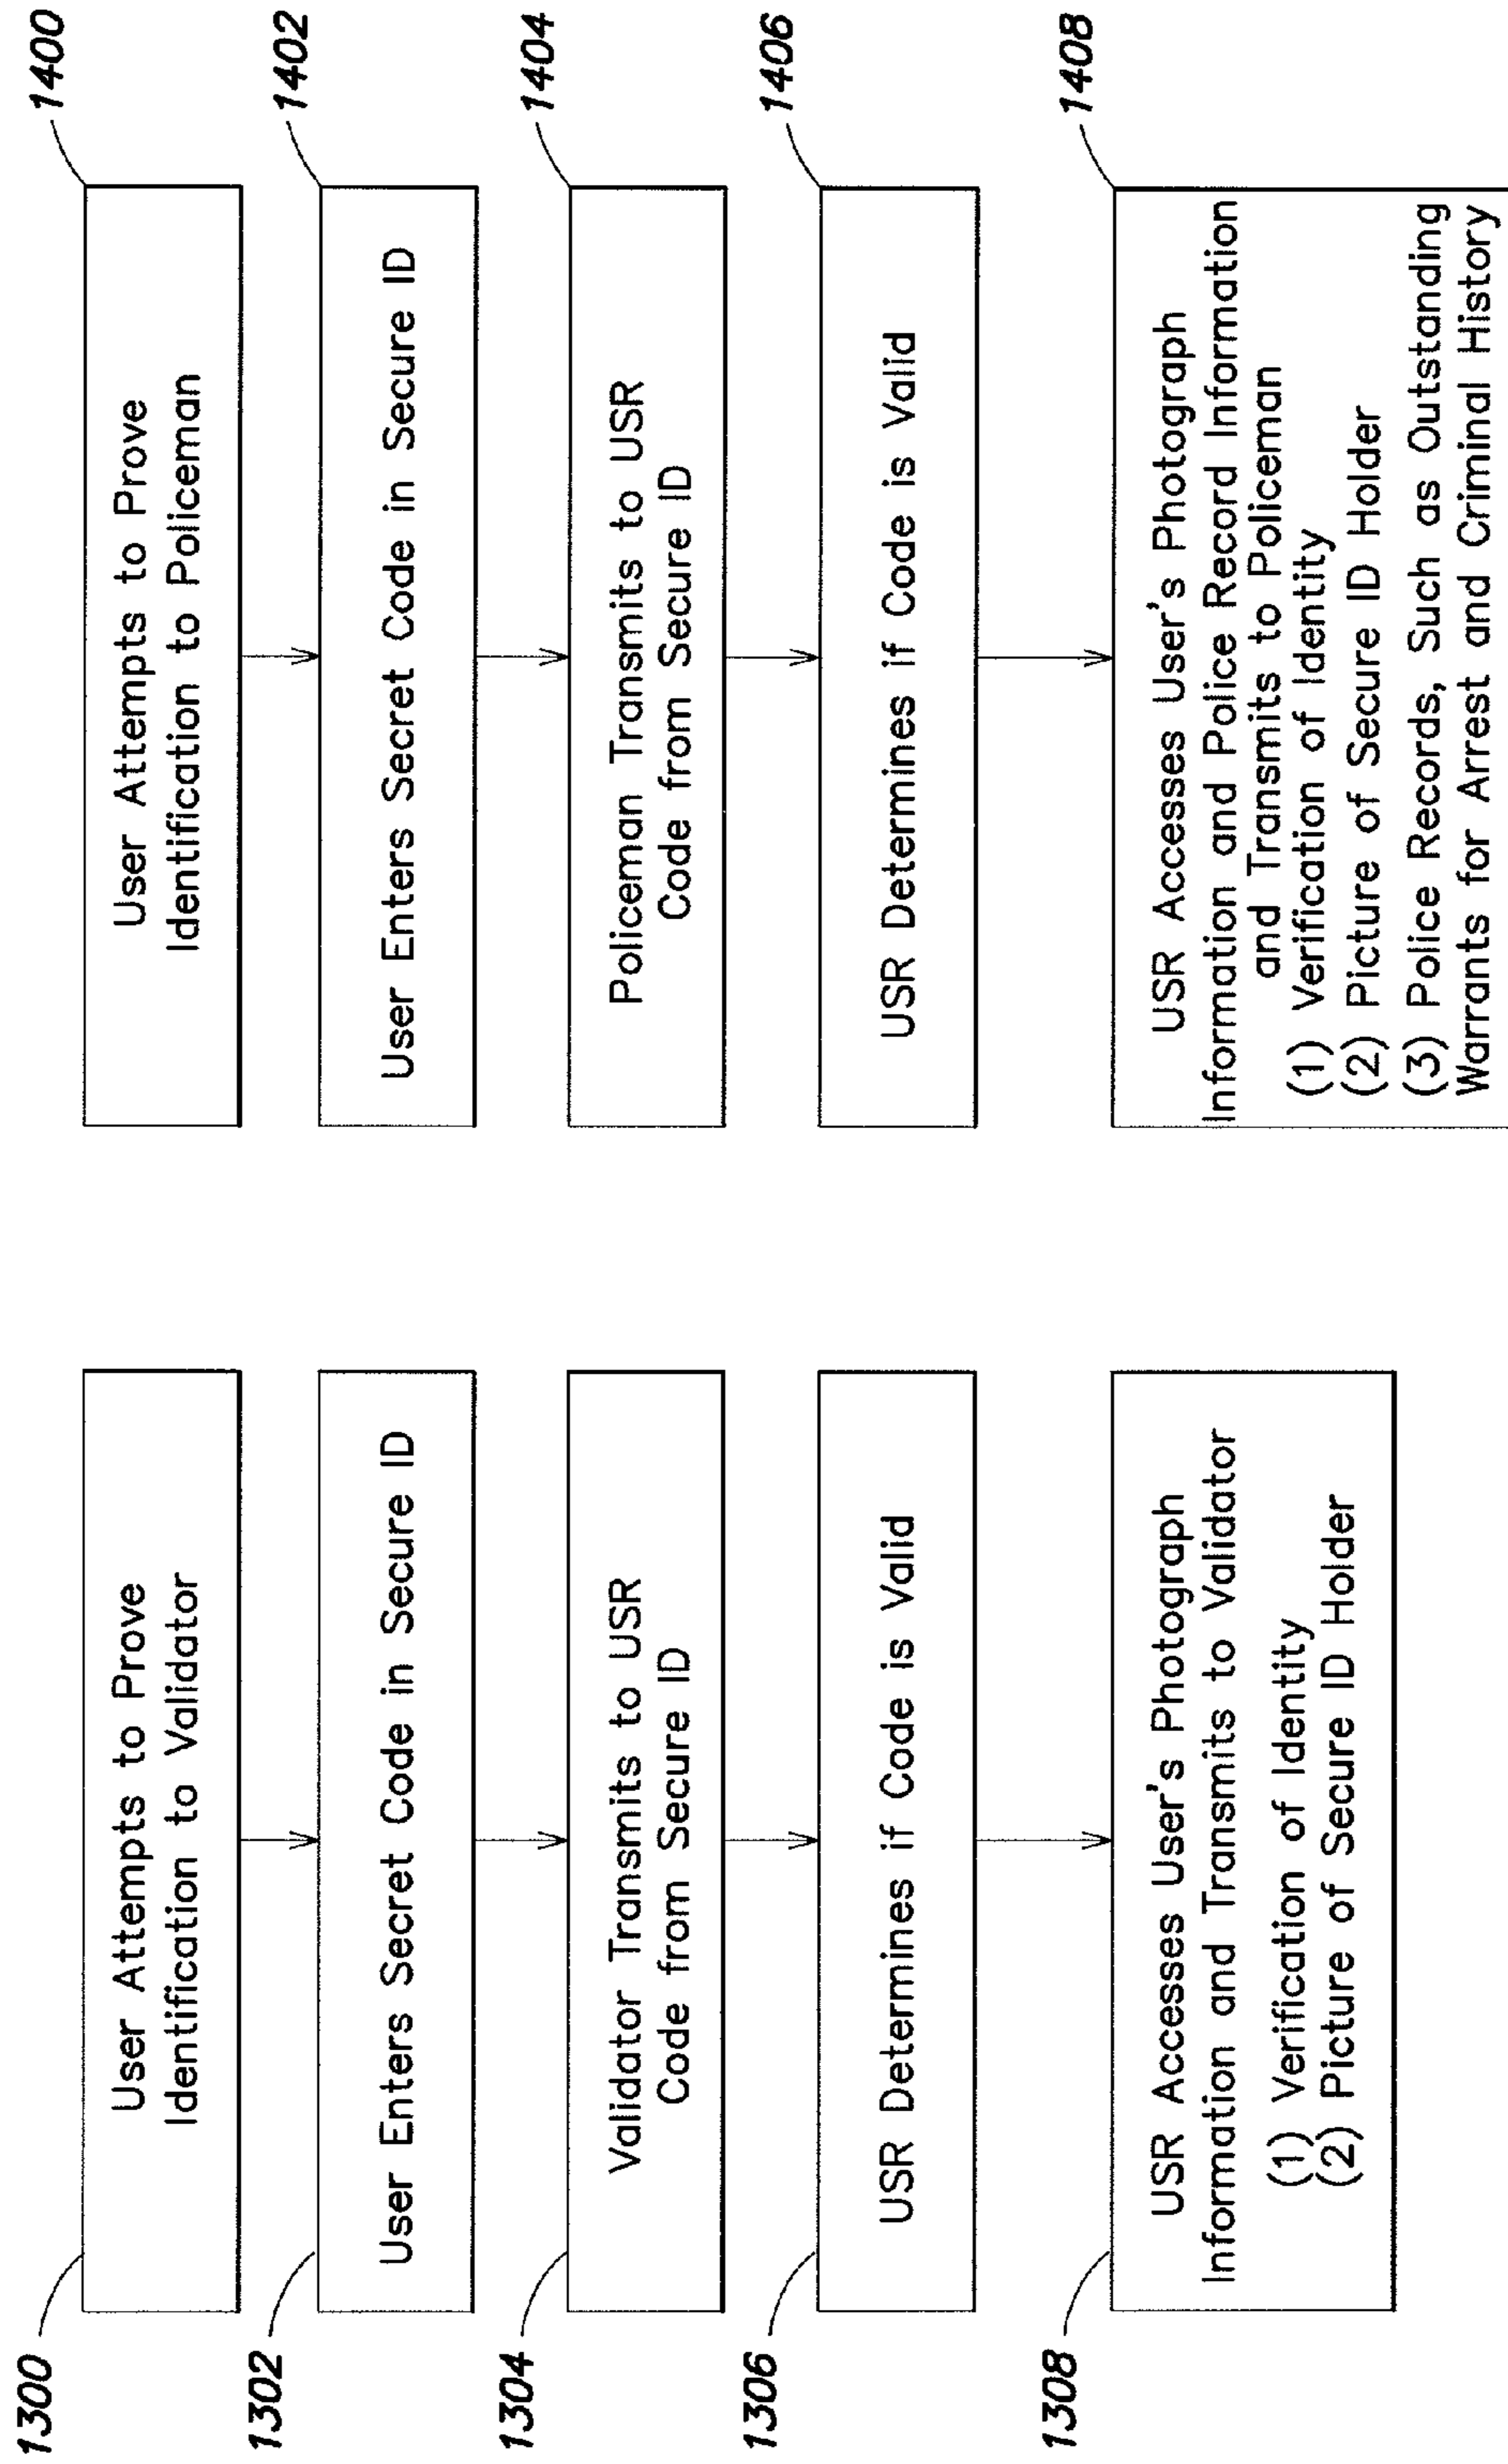 1300
User Attempts to Prove
Identification to Validator
1302
User Enters Secret Code in Secure ID
1304
Validator Transmits to USR
Code from Secure ID
1306
USR Determines if Code is Valid
1308
USR Accesses User's Photograph
Information and Transmits to Validator
(1) Verification of Identity
(2) Picture of Secure ID Holder
1400
User Attempts to Prove
Identification to Policeman
1402
User Enters Secret Code in Secure ID
1404
Policeman Transmits to USR
Code from Secure ID
1406
USR Determines if Code is Valid
1408
USR Accesses User's Photograph
Information and Police Record Information
and Transmits to Policeman
(1) Verification of Identity
(2) Picture of Secure ID Holder
(3) Police Records, Such as Outstanding
Warrants for Arrest and Criminal History